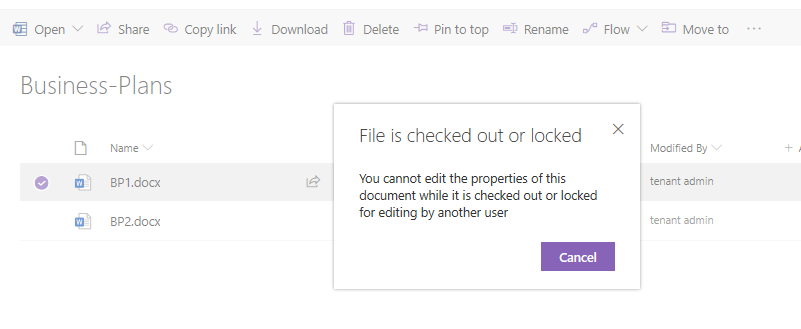 Open Share Copy link Download Delete Pin to top Rename Flow Move to ...
Business-Plans
File is checked out or locked
Name Modified By + A
You cannot edit the properties of this
document while it is checked out or locked
for editing by another user
BP1.docx tenant admin
BP2.docx tenant admin
Cancel